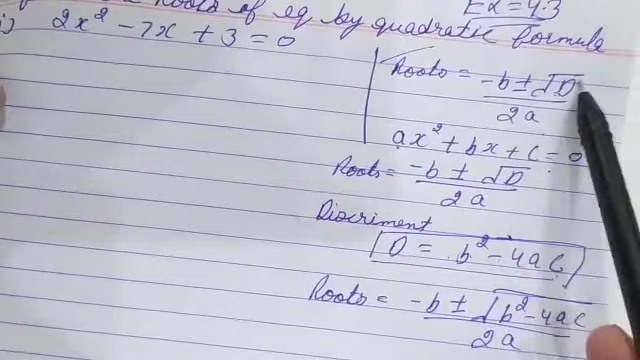 Roots of eq by quadratic formula
Ex = 4.3
i) 2x² - 7x + 3 = 0
Roots = -b ± √D
2a
ax² + bx + c = 0
Roots = -b ± √D
2a
Discriment
D = b² - 4ac
Roots = -b ± √b² - 4ac
2a